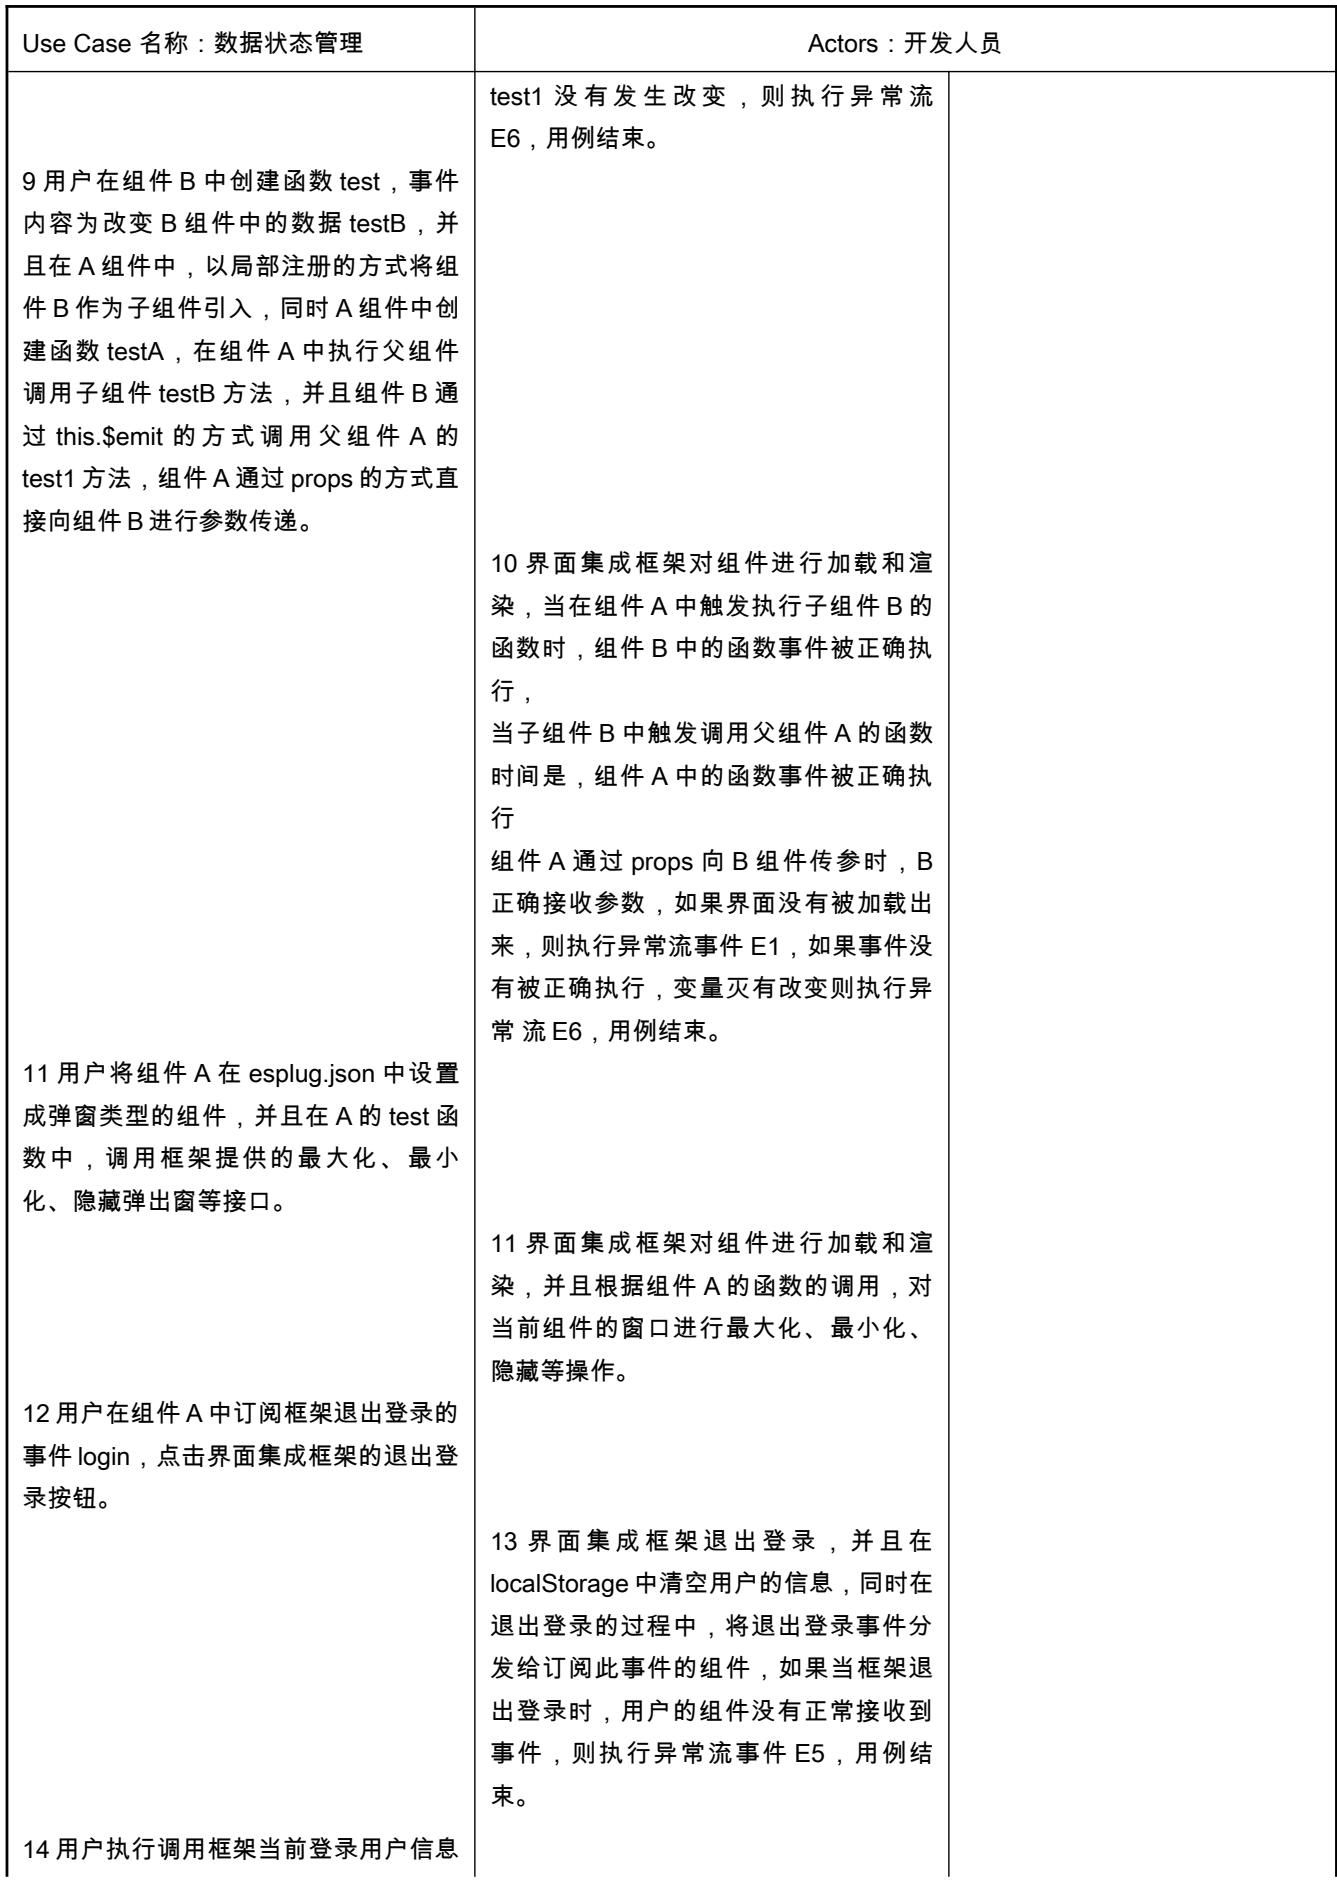 Use Case 名称：数据状态管理
Actors：开发人员
test1 没有发生改变，则执行异常流
E6，用例结束。
9 用户在组件 B 中创建函数 test，事件
内容为改变 B 组件中的数据 testB，并
且在 A 组件中，以局部注册的方式将组
件 B 作为子组件引入，同时 A 组件中创
建函数 testA，在组件 A 中执行父组件
调用子组件 testB 方法，并且组件 B 通
过 this.$emit 的方式调用父组件 A 的
test1 方法，组件 A 通过 props 的方式直
接向组件 B 进行参数传递。
10 界面集成框架对组件进行加载和渲
染，当在组件 A 中触发执行子组件 B 的
函数时，组件 B 中的函数事件被正确执
行，
当子组件 B 中触发调用父组件 A 的函数
时间是，组件 A 中的函数事件被正确执
行
组件 A 通过 props 向 B 组件传参时，B
正确接收参数，如果界面没有被加载出
来，则执行异常流事件 E1，如果事件没
有被正确执行，变量灭有改变则执行异
常 流 E6，用例结束。
11 用户将组件 A 在 esplug.json 中设置
成弹窗类型的组件，并且在 A 的 test 函
数中，调用框架提供的最大化、最小
化、隐藏弹出窗等接口。
11 界面集成框架对组件进行加载和渲
染，并且根据组件 A 的函数的调用，对
当前组件的窗口进行最大化、最小化、
隐藏等操作。
12 用户在组件 A 中订阅框架退出登录的
事件 login，点击界面集成框架的退出登
录按钮。
13 界面集成框架退出登录，并且在
localStorage 中清空用户的信息，同时在
退出登录的过程中，将退出登录事件分
发给订阅此事件的组件，如果当框架退
出登录时，用户的组件没有正常接收到
事件，则执行异常流事件 E5，用例结
束。
14 用户执行调用框架当前登录用户信息